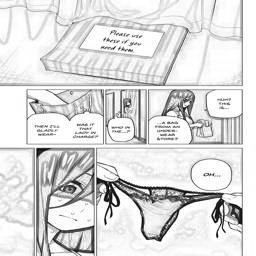 Please use
these if you
need them.
HUH?
THIS
IS...
...A BAG
FROM AN
UNDER-
WEAR
STORE?
WHO IN
THE...?
WAS IT
THAT
LADY IN
CHARGE?
THEN I'LL
GLADLY
WEAR—
OH...